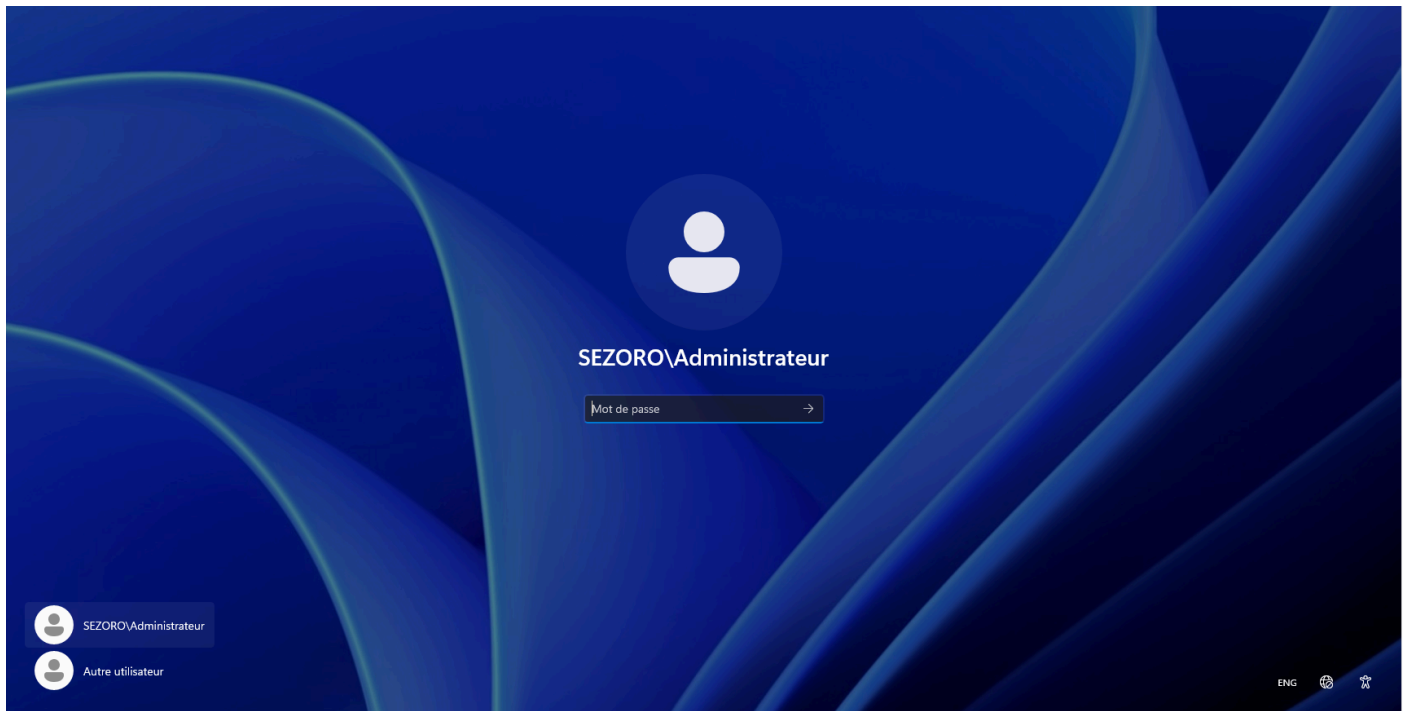 SEZORO\Administrateur
Mot de passe
SEZORO\Administrateur
Autre utilisateur
ENG